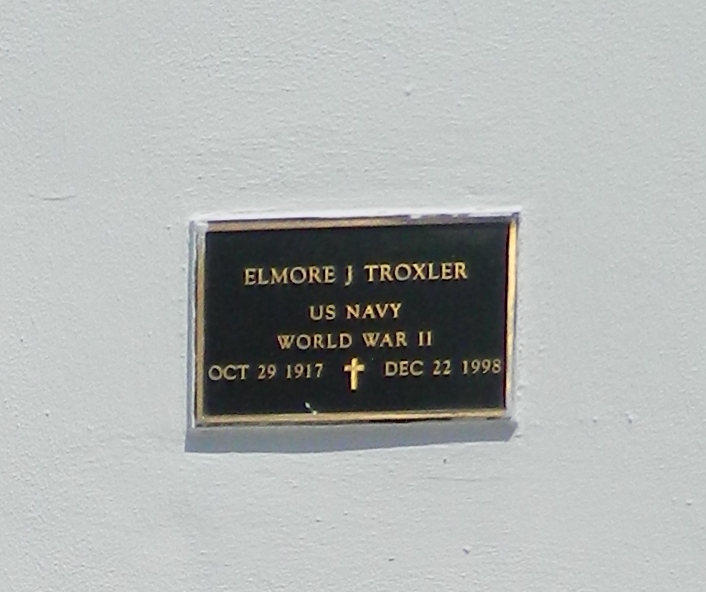 ELMORE J TROXLER
US NAVY
WORLD WAR II
OCT 29 1917 ✝ DEC 22 1998